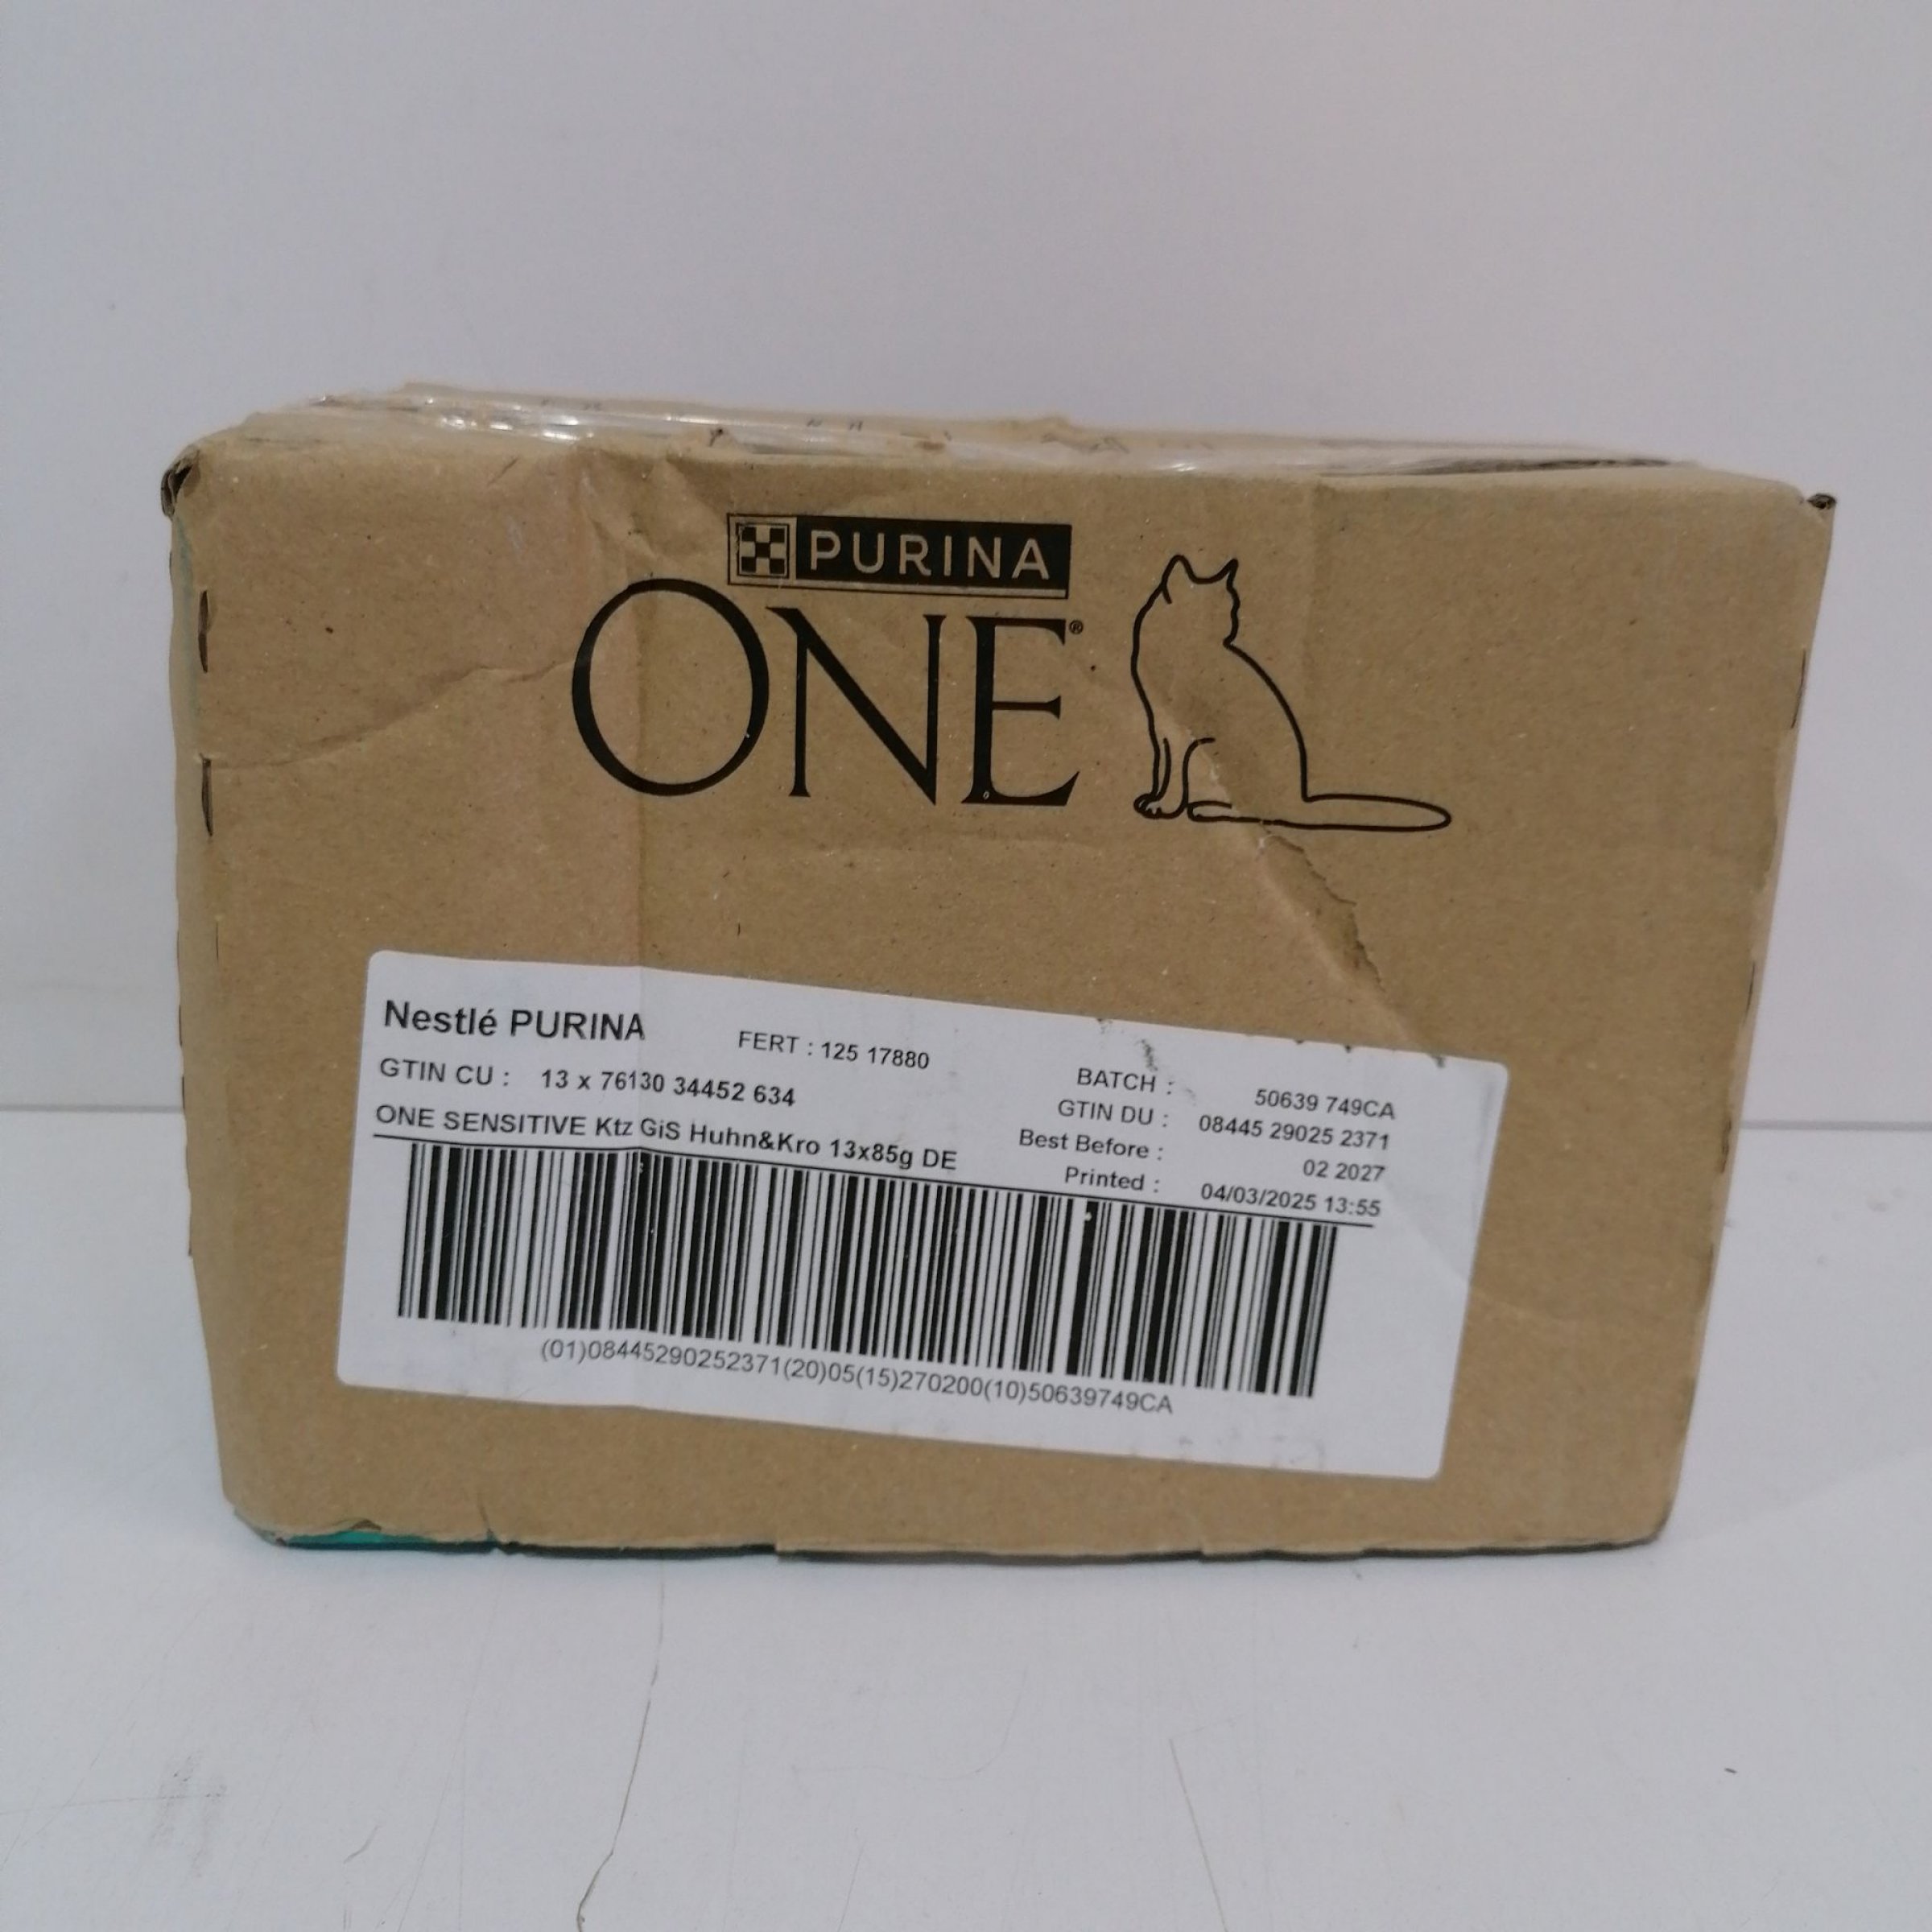 PURINA
ONE®
Nestlé PURINA
FERT : 125 17880
GTIN CU : 13 x 76130 34452 634
ONE SENSITIVE Ktz GiS Huhn&Kro 13x85g DE
BATCH : 50639 749CA
GTIN DU : 08445 29025 2371
Best Before : 02 2027
Printed : 04/03/2025 13:55
(01)08445290252371(20)05(15)270200(10)50639749CA